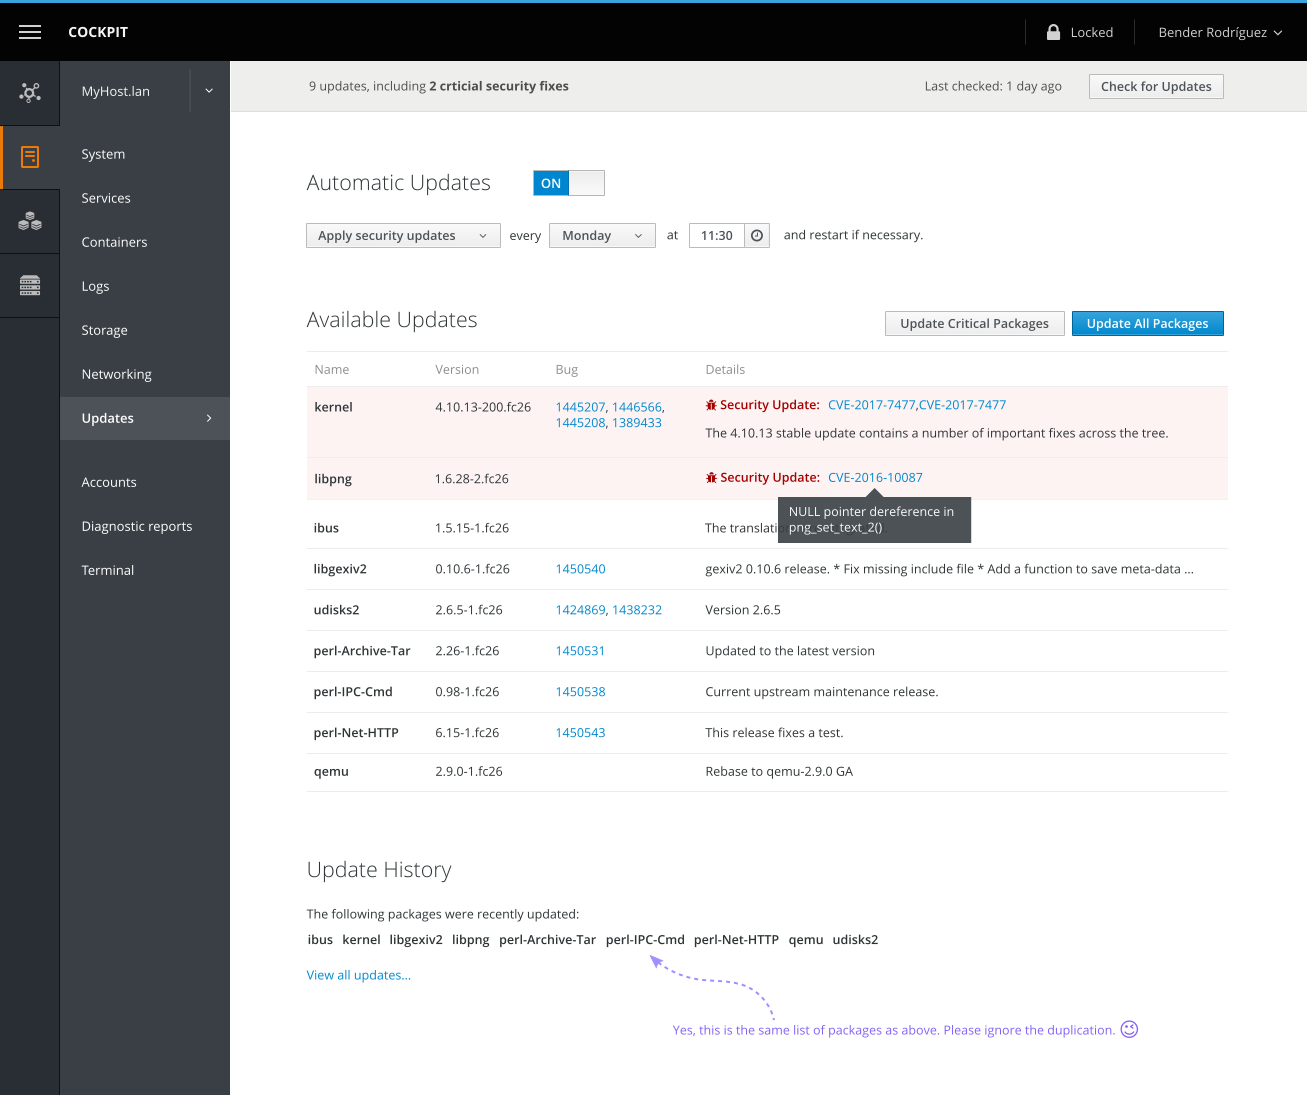 COCKPIT
Locked
Bender Rodríguez
MyHost.lan
System
Services
Containers
Logs
Storage
Networking
Updates
Accounts
Diagnostic reports
Terminal
9 updates, including 2 crticial security fixes
Last checked: 1 day ago
Check for Updates
Automatic Updates
ON
Apply security updates every Monday at 11:30 and restart if necessary.
Available Updates
Update Critical Packages
Update All Packages
Name Version Bug Details
kernel 4.10.13-200.fc26 1445207, 1446566, Security Update: CVE-2017-7477,CVE-2017-7477
1445208, 1389433
The 4.10.13 stable update contains a number of important fixes across the tree.
libpng 1.6.28-2.fc26 Security Update: CVE-2016-10087
NULL pointer dereference in
png_set_text_2()
ibus 1.5.15-1.fc26 The
libgexiv2 0.10.6-1.fc26 1450540 gexiv2 0.10.6 release. * Fix missing include file * Add a function to save meta-data ...
udisks2 2.6.5-1.fc26 1424869, 1438232 Version 2.6.5
perl-Archive-Tar 2.26-1.fc26 1450531 Updated to the latest version
perl-IPC-Cmd 0.98-1.fc26 1450538 Current upstream maintenance release.
perl-Net-HTTP 6.15-1.fc26 1450543 This release fixes a test.
qemu 2.9.0-1.fc26 Rebase to qemu-2.9.0 GA
Update History
The following packages were recently updated:
ibus kernel libgexiv2 libpng perl-Archive-Tar perl-IPC-Cmd perl-Net-HTTP qemu udisks2
View all updates...
Yes, this is the same list of packages as above. Please ignore the duplication.